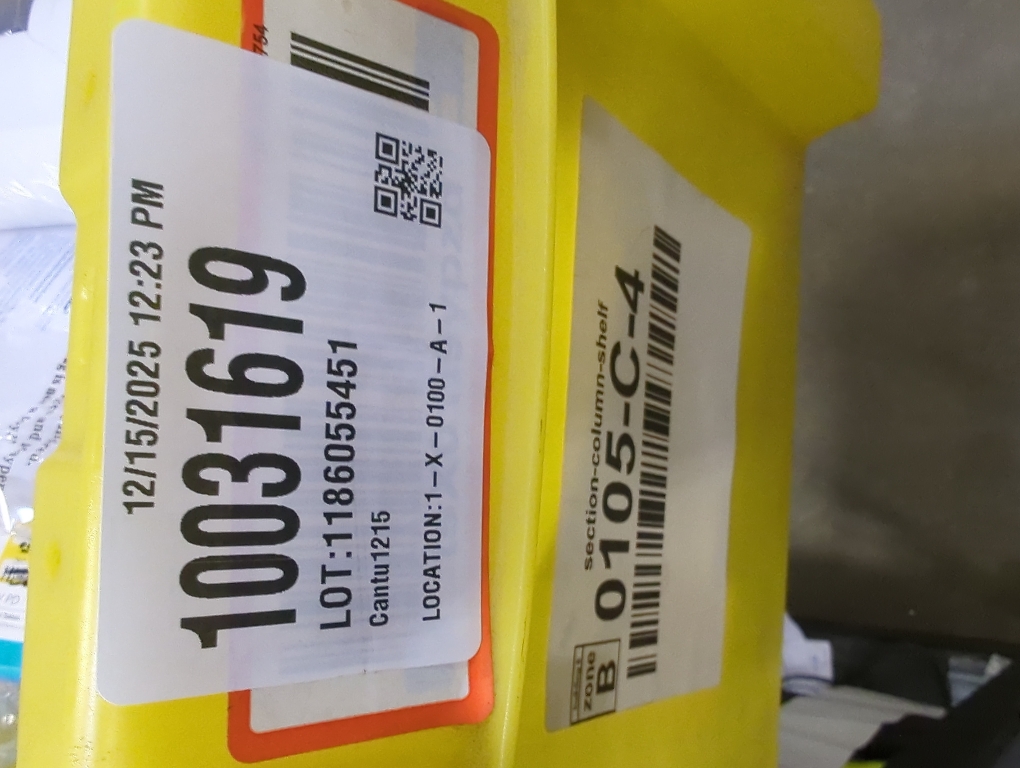 12/15/2025 12:23 PM
10031619
LOT:1186055451
Cantu1215
LOCATION:1-X-0100-A-1
754
section-column-shelf
zone
B
0105-C-4